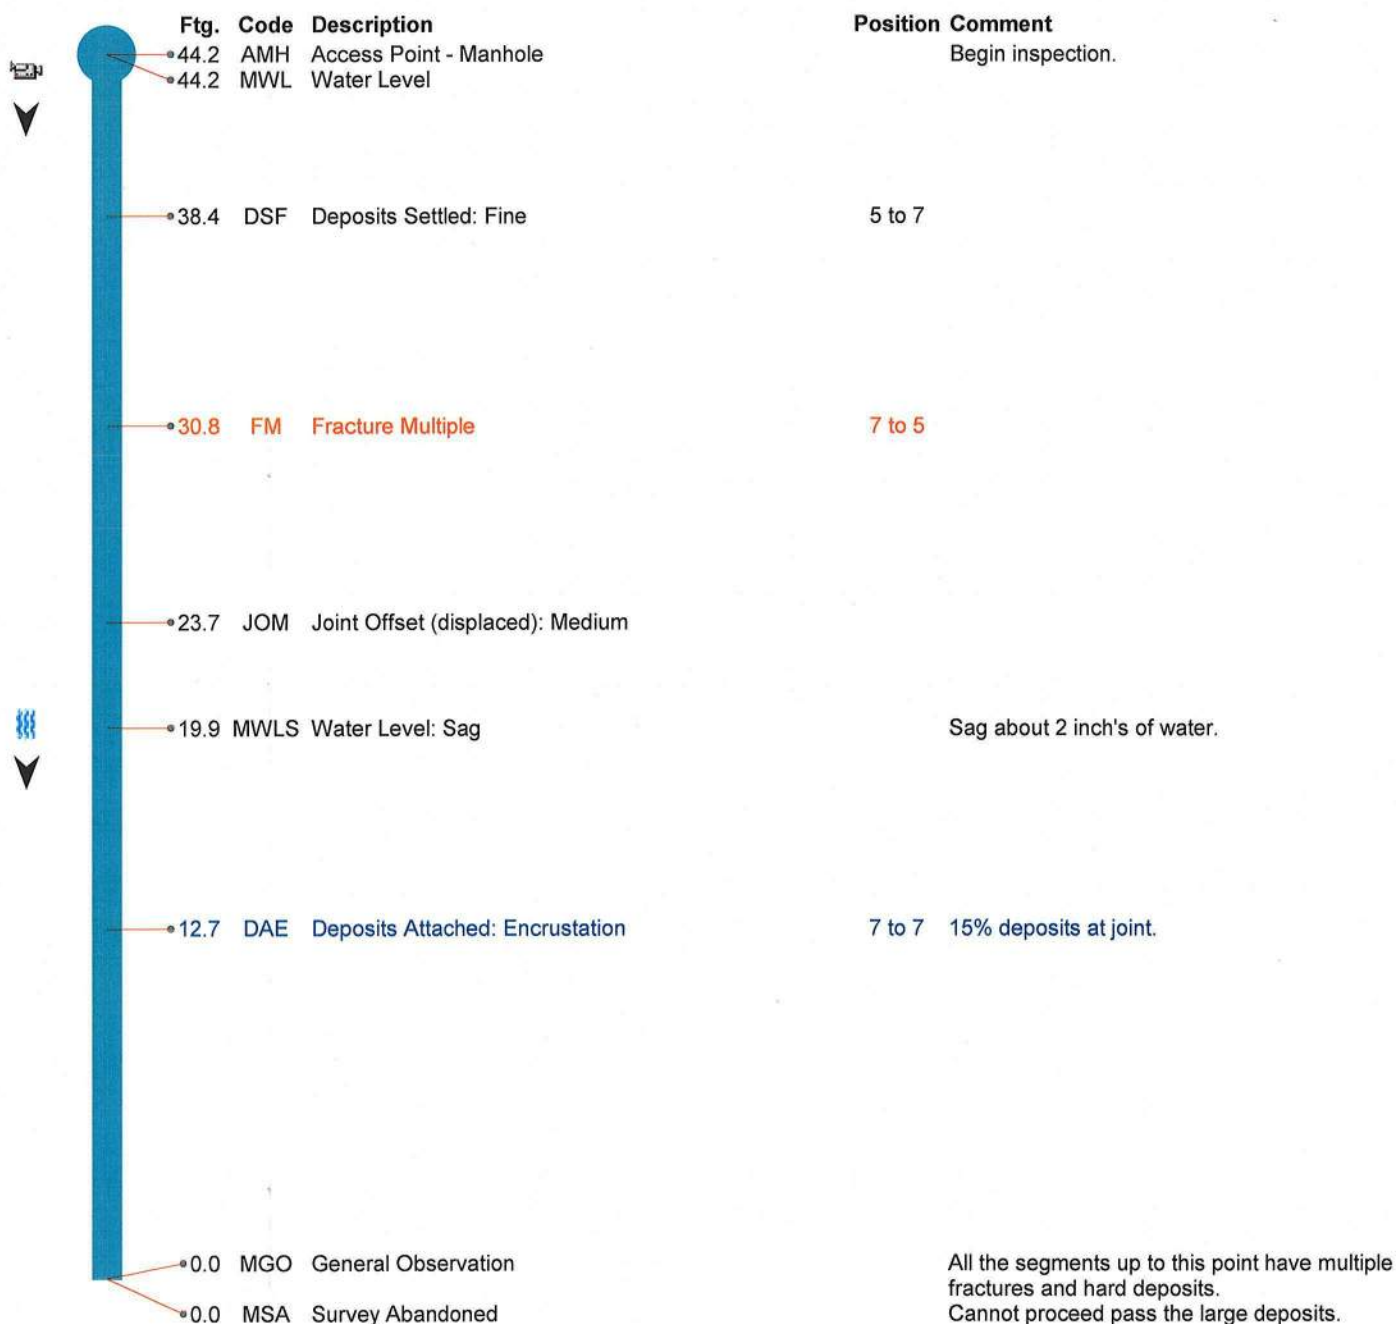 Ftg. Code Description Position Comment
44.2 AMH Access Point - Manhole Begin inspection.
44.2 MWL Water Level
38.4 DSF Deposits Settled: Fine 5 to 7
30.8 FM Fracture Multiple 7 to 5
23.7 JOM Joint Offset (displaced): Medium
19.9 MWLS Water Level: Sag Sag about 2 inch's of water.
12.7 DAE Deposits Attached: Encrustation 7 to 7 15% deposits at joint.
0.0 MGO General Observation All the segments up to this point have multiple
fractures and hard deposits.
0.0 MSA Survey Abandoned Cannot proceed pass the large deposits.